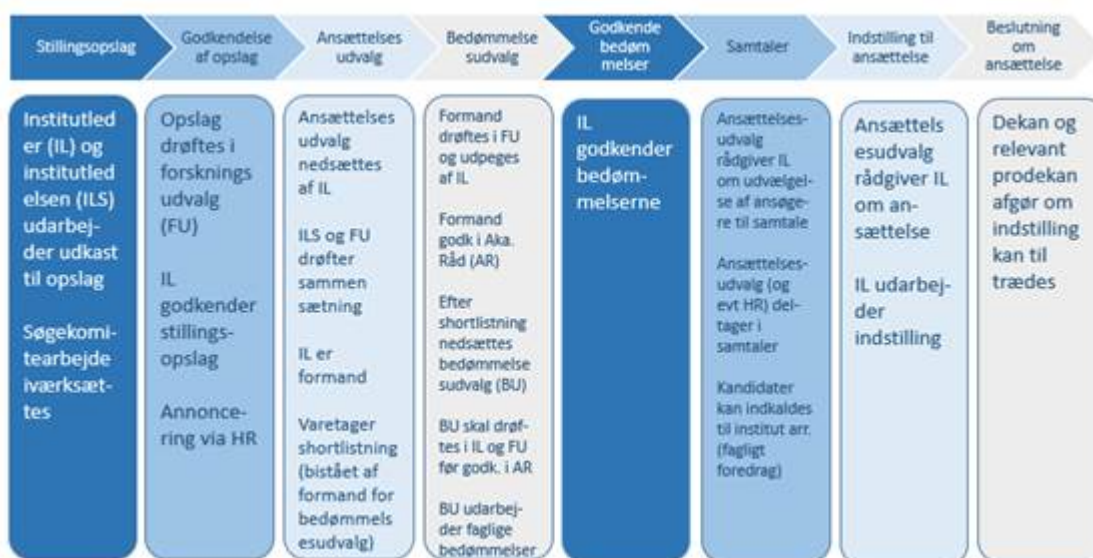 Stillingsopslag
Godkendelse
af opslag
Ansættelses
udvalg
Bedømmelse
sudvalg
Godkende
bedøm
melser
Samtaler
Indstilling til
ansættelse
Beslutning
om
ansættelse
Institutled
er (IL) og
institutled
elsen (ILS)
udarbej-
der udkast
til opslag
Søgekomi-
tearbejde
iværksæt-
tes
Opslag
drøftes i
forsknings
udvalg
(FU)
IL
godkender
stillings-
opslag
Annonce-
ring via HR
Ansættelses
udvalg
nedsættes
af IL
ILS og FU
drøfter
sammen
sætning
IL er
formand
Varetager
shortlistning
(bistået af
formand for
bedømmels
esudvalg)
Formand
drøftes i FU
og udpeges
af IL
Formand
godk i Aka.
Råd (AR)
Efter
shortlistning
nedsættes
bedømmelse
sudvalg (BU)
BU skal drøf-
tes i IL og FU
før godk. i AR
BU udarbej-
der faglige
bedømmelser
IL
godkender
bedøm-
melserne
Ansættelses-
udvalg
rådgiver IL
om udvælgel-
se af ansøge-
re til samtale
Ansættelses-
udvalg (og
evt HR) del-
tager i
samtaler
Kandidater
kan indkaldes
til institut arr.
(fagligt
foredrag)
Ansættels
esudvalg
rådgiver IL
om an-
sættelse
IL udarbej-
der
indstilling
Dekan og
relevant
prodekan
afgør om
indstilling
kan til
trædes